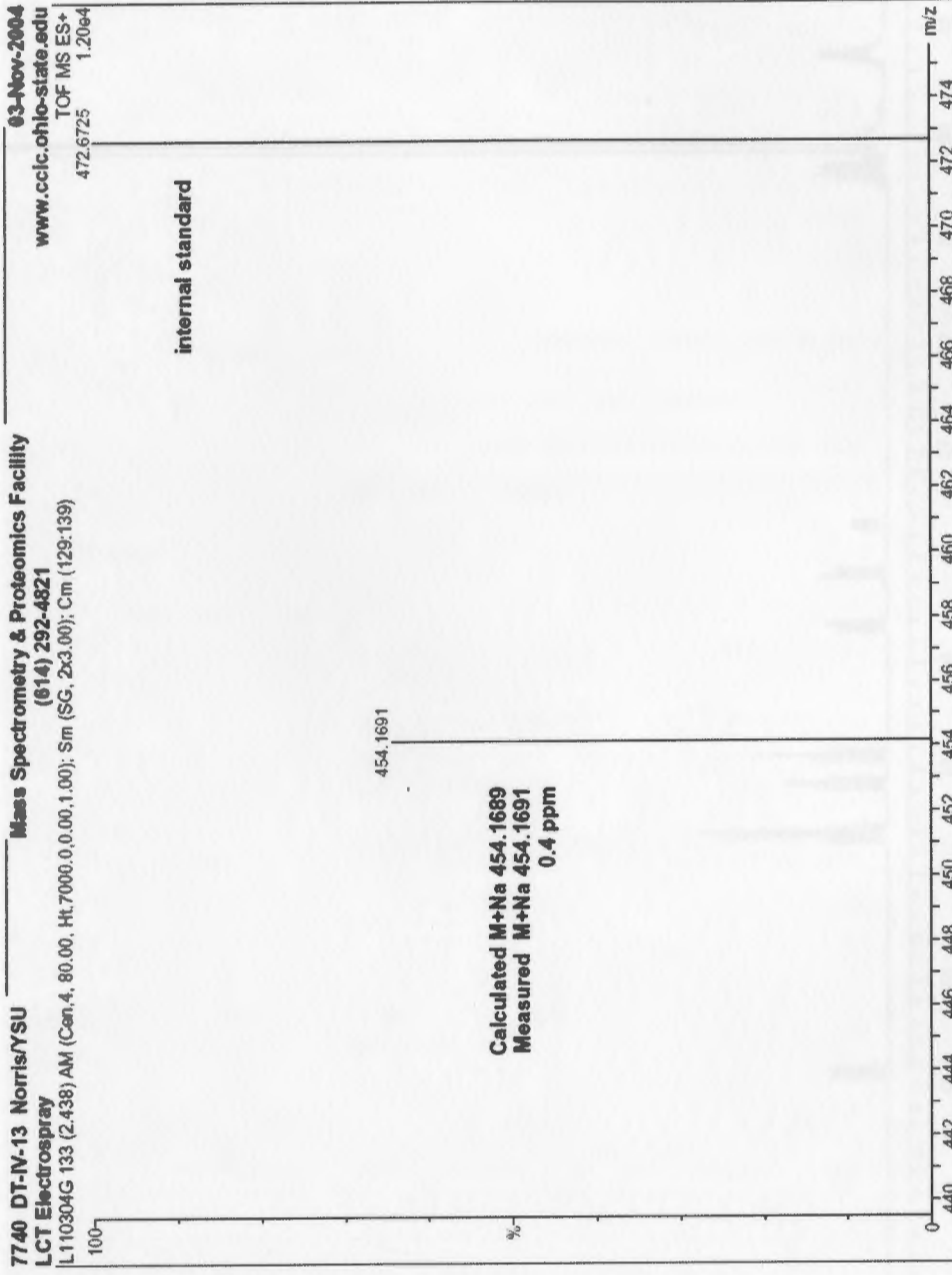 7740 DT-IV-13 Norris/YSU Mass Spectrometry & Proteomics Facility 03-Nov-2004
LCT Electrospray (614) 292-4821 www.ccic.ohio-state.edu
L110304G 133 (2.438) AM (Cen,4, 80.00, Ht,7000.0,0.00,1.00); Sm (SG, 2x3.00); Cm (129:139) TOF MS ES+
472.6725 1.20e4
100
internal standard
454.1691
%
Calculated M+Na 454.1689
Measured M+Na 454.1691
0.4 ppm
0
440 442 444 446 448 450 452 454 456 458 460 462 464 466 468 470 472 474 m/z